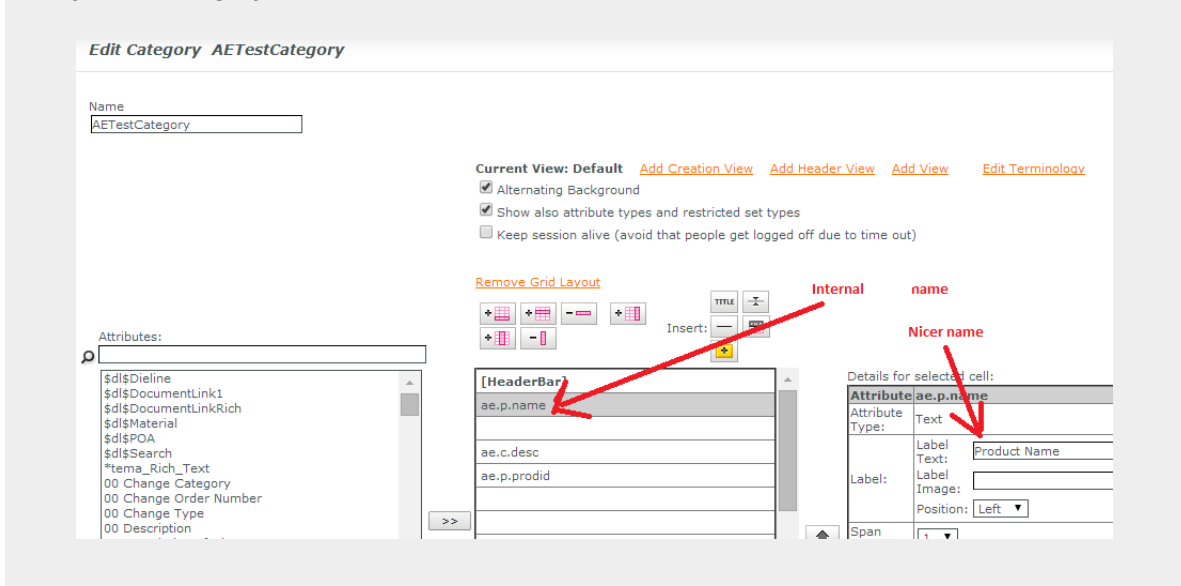 Edit Category AETestCategory
Name
AETestCategory
Current View: Default Add Creation View Add Header View Add View Edit Terminology
Alternating Background
Show also attribute types and restricted set types
Keep session alive (avoid that people get logged off due to time out)
Remove Grid Layout
Internal name
TITLE
Insert:
Nicer name
Attributes:
$dl$Dieline
$dl$DocumentLink1
$dl$DocumentLinkRich
$dl$Material
$dl$POA
$dl$Search
*tema_Rich_Text
00 Change Category
00 Change Order Number
00 Change Type
00 Description
>>
[HeaderBar]
ae.p.name
ae.c.desc
ae.p.prodid
Details for selected cell:
Attribute ae.p.name
Attribute Type: Text
Label:
Label Text: Product Name
Label Image:
Position: Left
Span 1